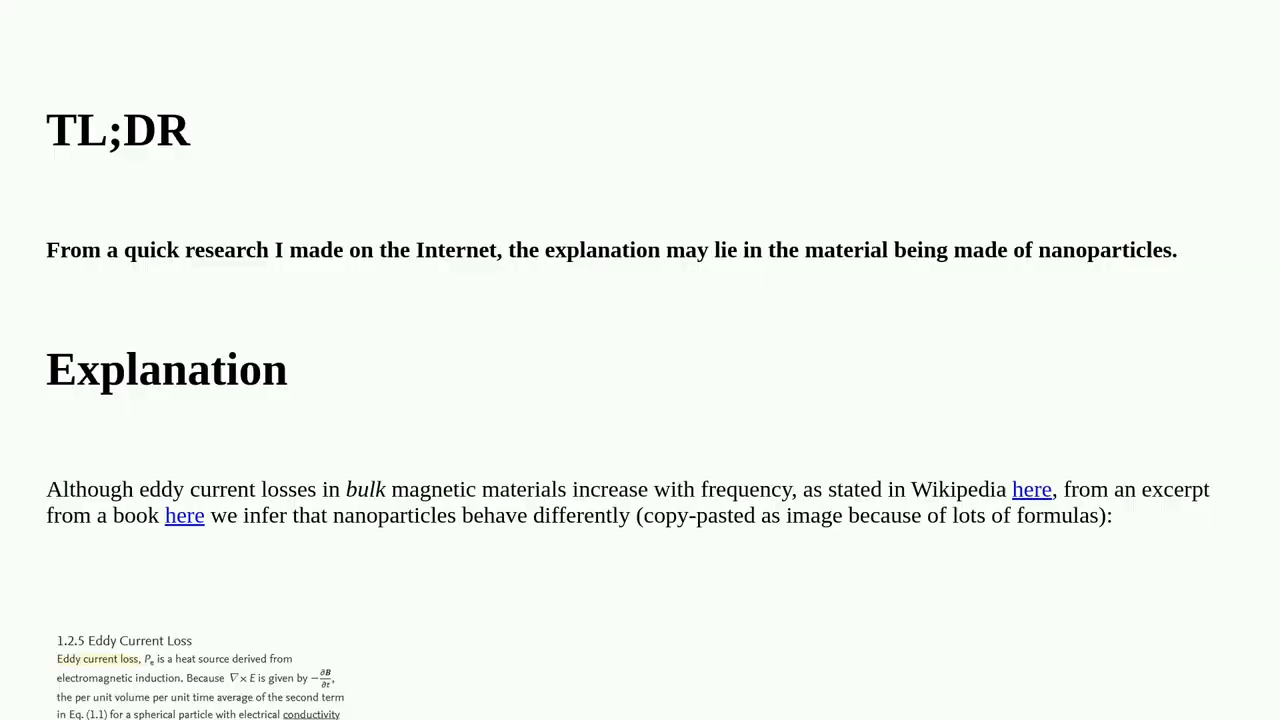 TL;DR
From a quick research I made on the Internet, the explanation may lie in the material being made of nanoparticles.
Explanation
Although eddy current losses in bulk magnetic materials increase with frequency, as stated in Wikipedia here, from an excerpt
from a book here we infer that nanoparticles behave differently (copy-pasted as image because of lots of formulas):
1.2.5 Eddy Current Loss
Eddy current loss, Pe is a heat source derived from
electromagnetic induction. Because ∇ × E is given by −∂B/∂t,
the per unit volume per unit time average of the second term
in Eq. (1.1) for a spherical particle with electrical conductivity